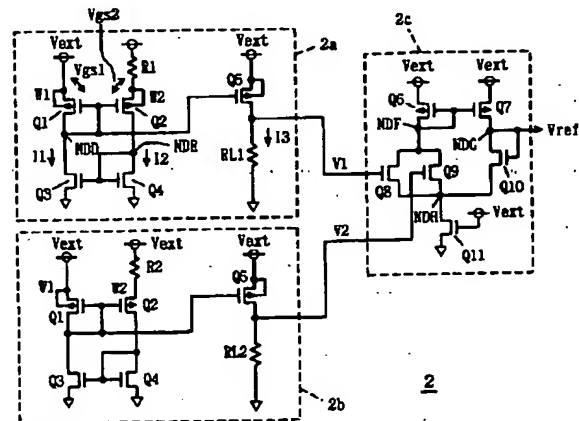 Vgs2
Vext
Vext
R1
Vext
2a
W1
Vgs1
W2
Q5
Q1
Q2
NDD
NDE
I1
I2
I3
RL1
Q3
Q4
V1
2c
Vext
Vext
Q6
Q7
NDF
NDG
Vref
Q8
Q9
Q10
NDH
Vext
Q11
V2
Vext
Vext
R2
Vext
W1
W2
Q5
Q1
Q2
RL2
Q3
Q4
2b
2